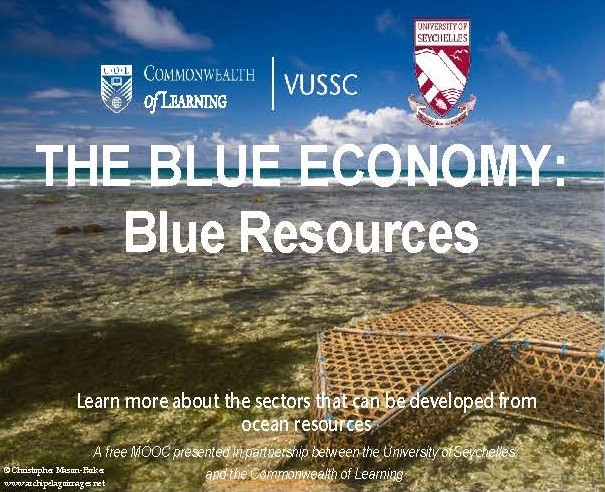 C·O·L
COMMONWEALTH
of LEARNING
VUSSC
UNIVERSITY OF
SEYCHELLES
THE BLUE ECONOMY:
Blue Resources
Learn more about the sectors that can be developed from
ocean resources
A free MOOC presented in partnership between the University of Seychelles
and the Commonwealth of Learning
© Christopher Mason-Parker
www.archipelagoimages.net